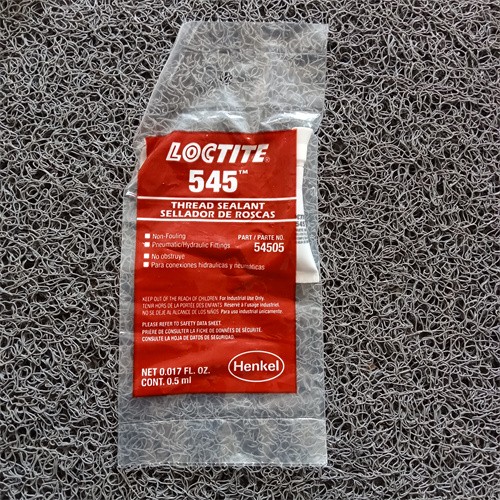 LOCTITE
545™
THREAD SEALANT
SELLADOR DE ROSCAS
Non-Fouling
Pneumatic/Hydraulic Fittings
No obstruye
Para conexiones hidraulicas y neumáticas
PART / PARTE NO.
54505
KEEP OUT OF THE REACH OF CHILDREN. For Industrial Use Only.
TENIR HORS DE LA PORTÉE DES ENFANTS. Réservé à l'usage industriel.
NO SE DEJE AL ALCANCE DE LOS NIÑOS. Para uso industrial únicamente.
PLEASE REFER TO SAFETY DATA SHEET.
PRIÈRE DE CONSULTER LA FICHE DE DONNÉES DE SÉCURITÉ.
CONSULTE LA HOJA DE DATOS DE SEGURIDAD.
NET 0.017 FL. OZ.
CONT. 0.5 ml
Henkel